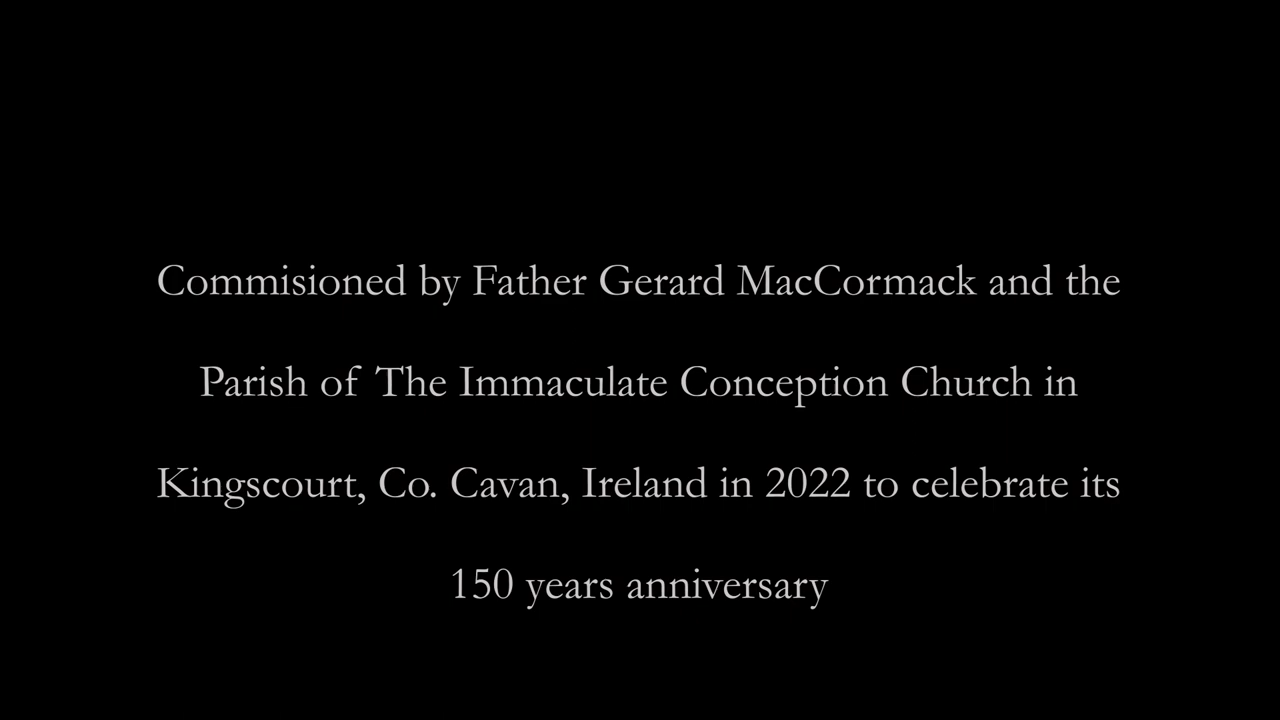 Commisioned by Father Gerard MacCormack and the
Parish of The Immaculate Conception Church in
Kingscourt, Co. Cavan, Ireland in 2022 to celebrate its
150 years anniversary